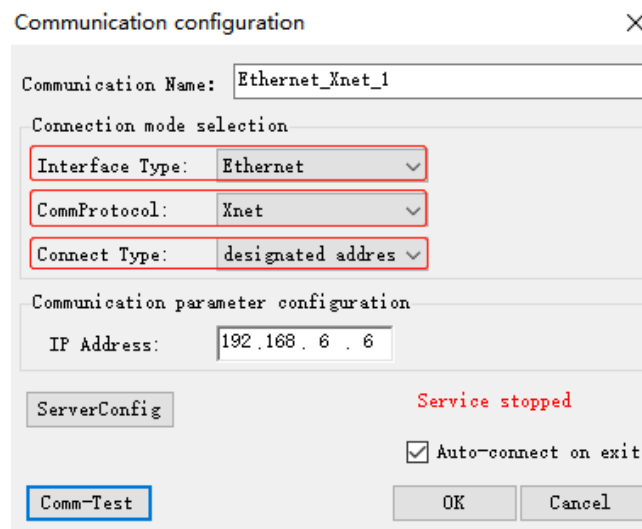 Communication configuration
Communication Name: Ethernet_Xnet_1
Connection mode selection
Interface Type: Ethernet
CommProtocol: Xnet
Connect Type: designated addres
Communication parameter configuration
IP Address: 192 .168 . 6 . 6
ServerConfig
Service stopped
Auto-connect on exit
Comm-Test
OK
Cancel